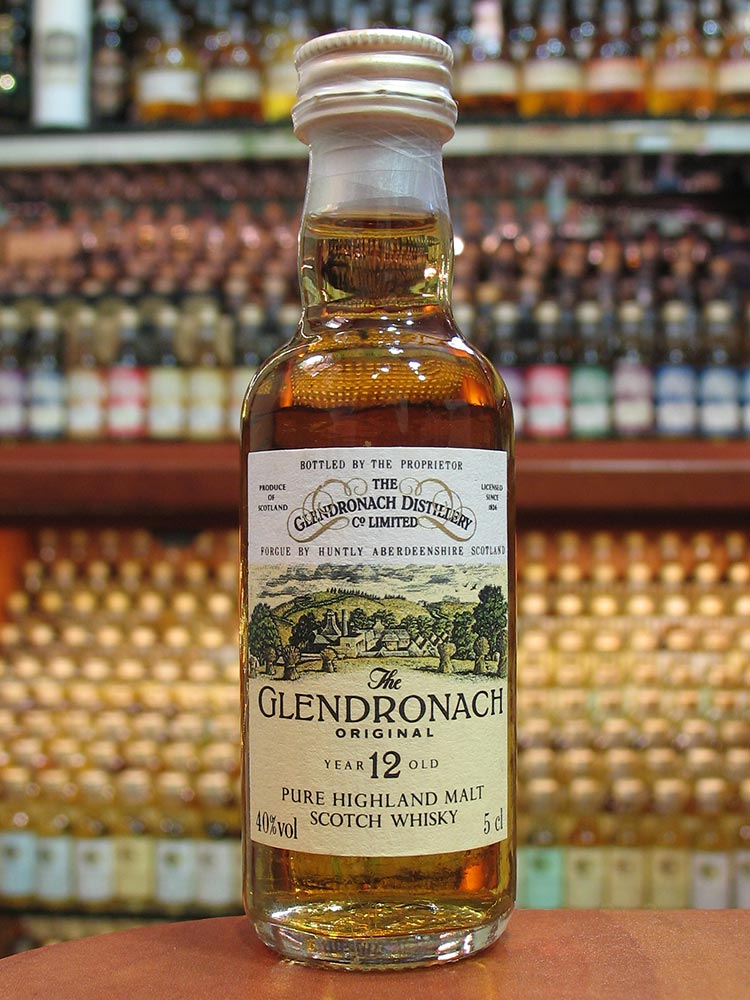 BOTTLED BY THE PROPRIETOR
PRODUCE
OF
SCOTLAND
THE
GLENDRONACH DISTILLERY
Cº LIMITED
LICENSED
SINCE
1826
FORGUE BY HUNTLY ABERDEENSHIRE SCOTLAND
The
GLENDRONACH
ORIGINAL
YEAR 12 OLD
PURE HIGHLAND MALT
SCOTCH WHISKY
40%vol
5 cl